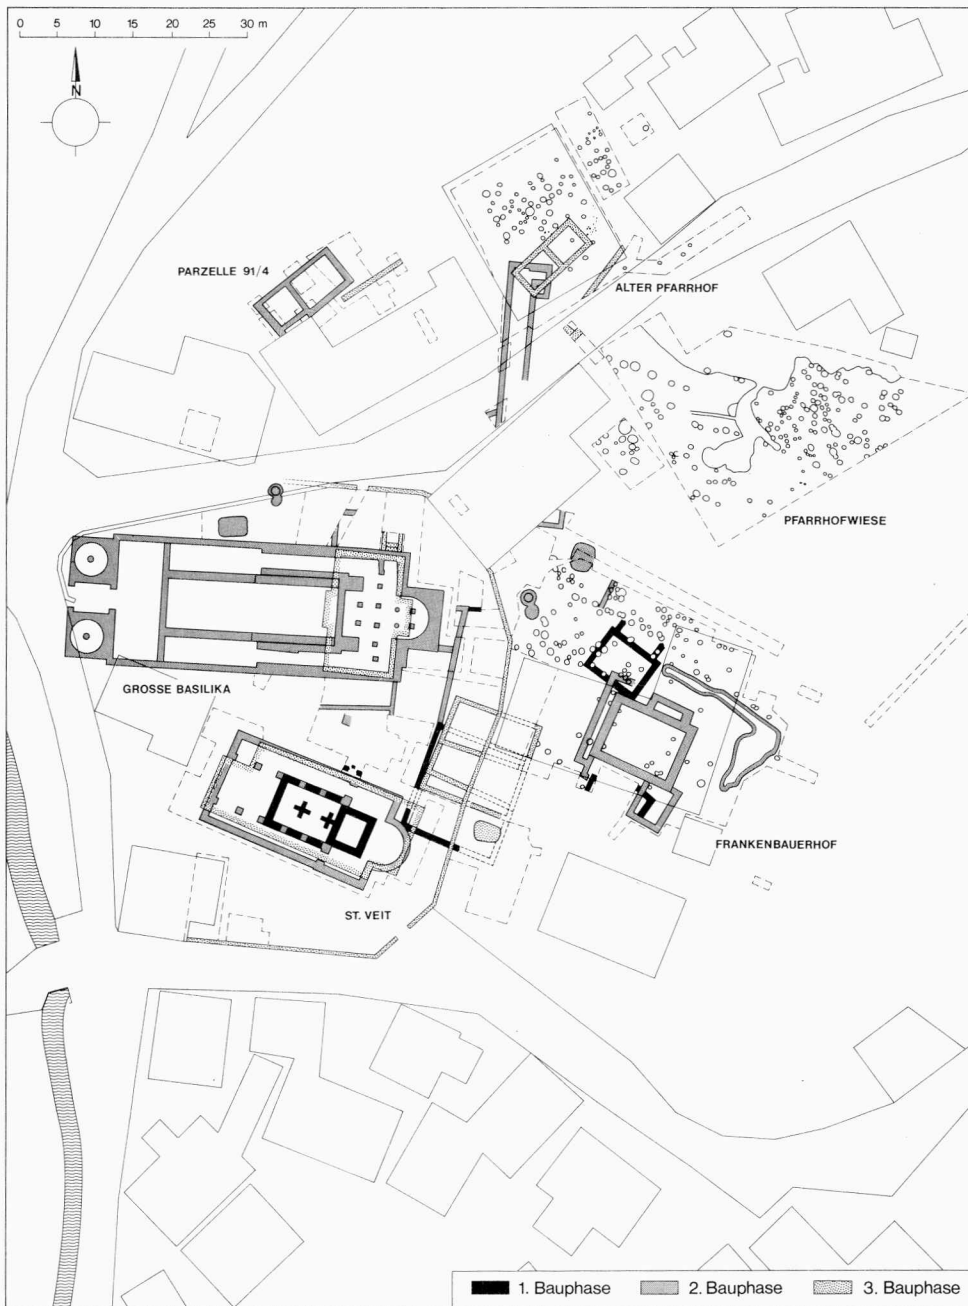 0 5 10 15 20 25 30 m
N
PARZELLE 91/4
ALTER PFARRHOF
PFARRHOFWIESE
GROSSE BASILIKA
FRANKENBAUERHOF
ST. VEIT
1. Bauphase 2. Bauphase 3. Bauphase